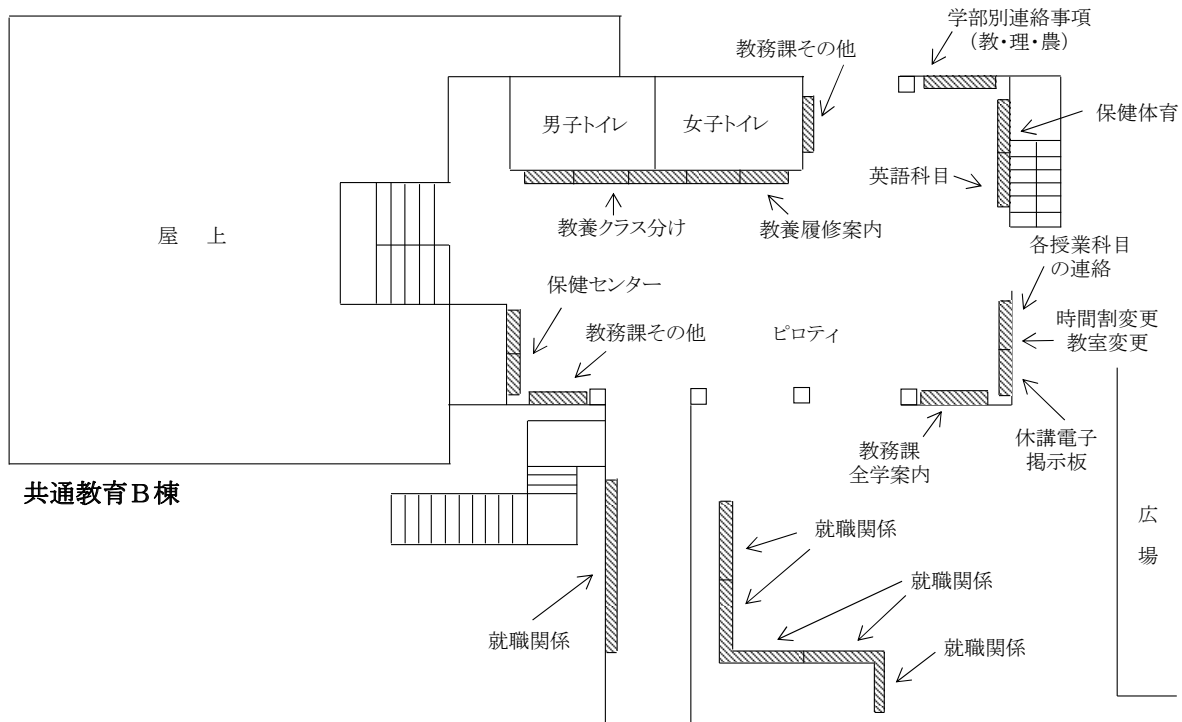 学部別連絡事項
(教・理・農)
教務課その他
保健体育
男子トイレ
女子トイレ
英語科目
教養クラス分け
教養履修案内
屋 上
各授業科目
の連絡
保健センター
教務課その他
ピロティ
時間割変更
教室変更
教務課
全学案内
休講電子
掲示板
共通教育B棟
広
場
就職関係
就職関係
就職関係
就職関係